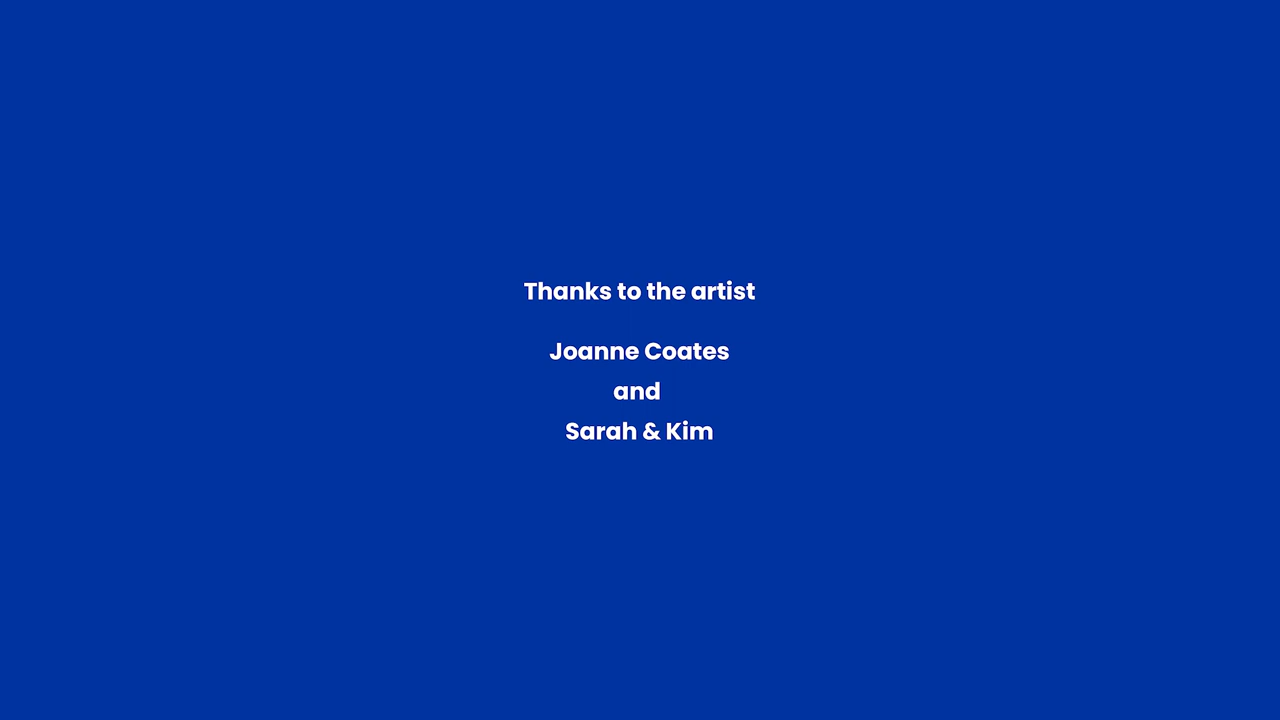 Thanks to the artist
Joanne Coates
and
Sarah & Kim